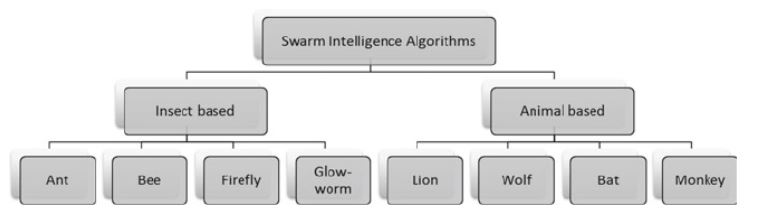 Swarm Intelligence Algorithms
Insect based
Animal based
Ant
Bee
Firefly
Glow-
worm
Lion
Wolf
Bat
Monkey